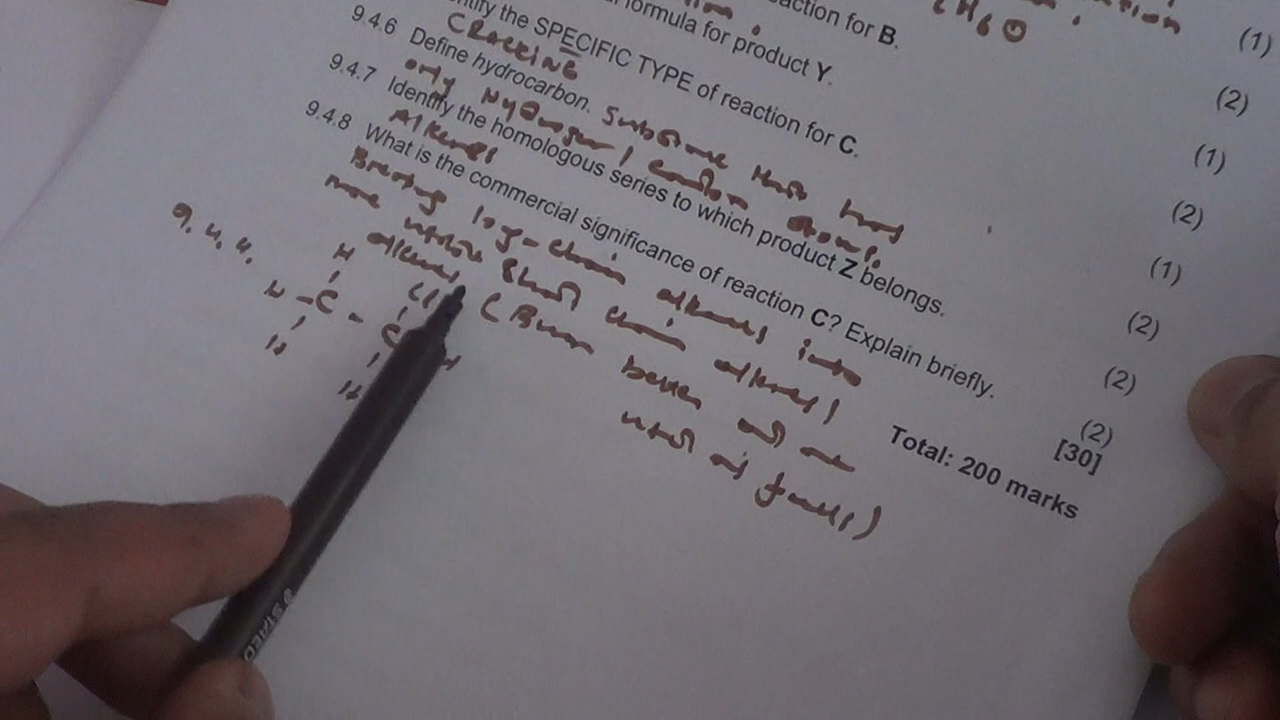 action for B.
formula for product Y.
(1)
ntify the SPECIFIC TYPE of reaction for C.
(2)
CRACKING
9.4.6 Define hydrocarbon. Substance that has
(1)
only Hydrogen / Carbon atoms.
9.4.7 Identify the homologous series to which product Z belongs.
(2)
Alkenes
(1)
9.4.8 What is the commercial significance of reaction C? Explain briefly.
(2)
Breaking long-chain alkanes into
(2)
more usable short chain alkanes /
(2)
[30]
alkenes (Burn better and are
used as fuels)
Total: 200 marks
9.4.4.
H Cl
H - C - C H
H H
STAED